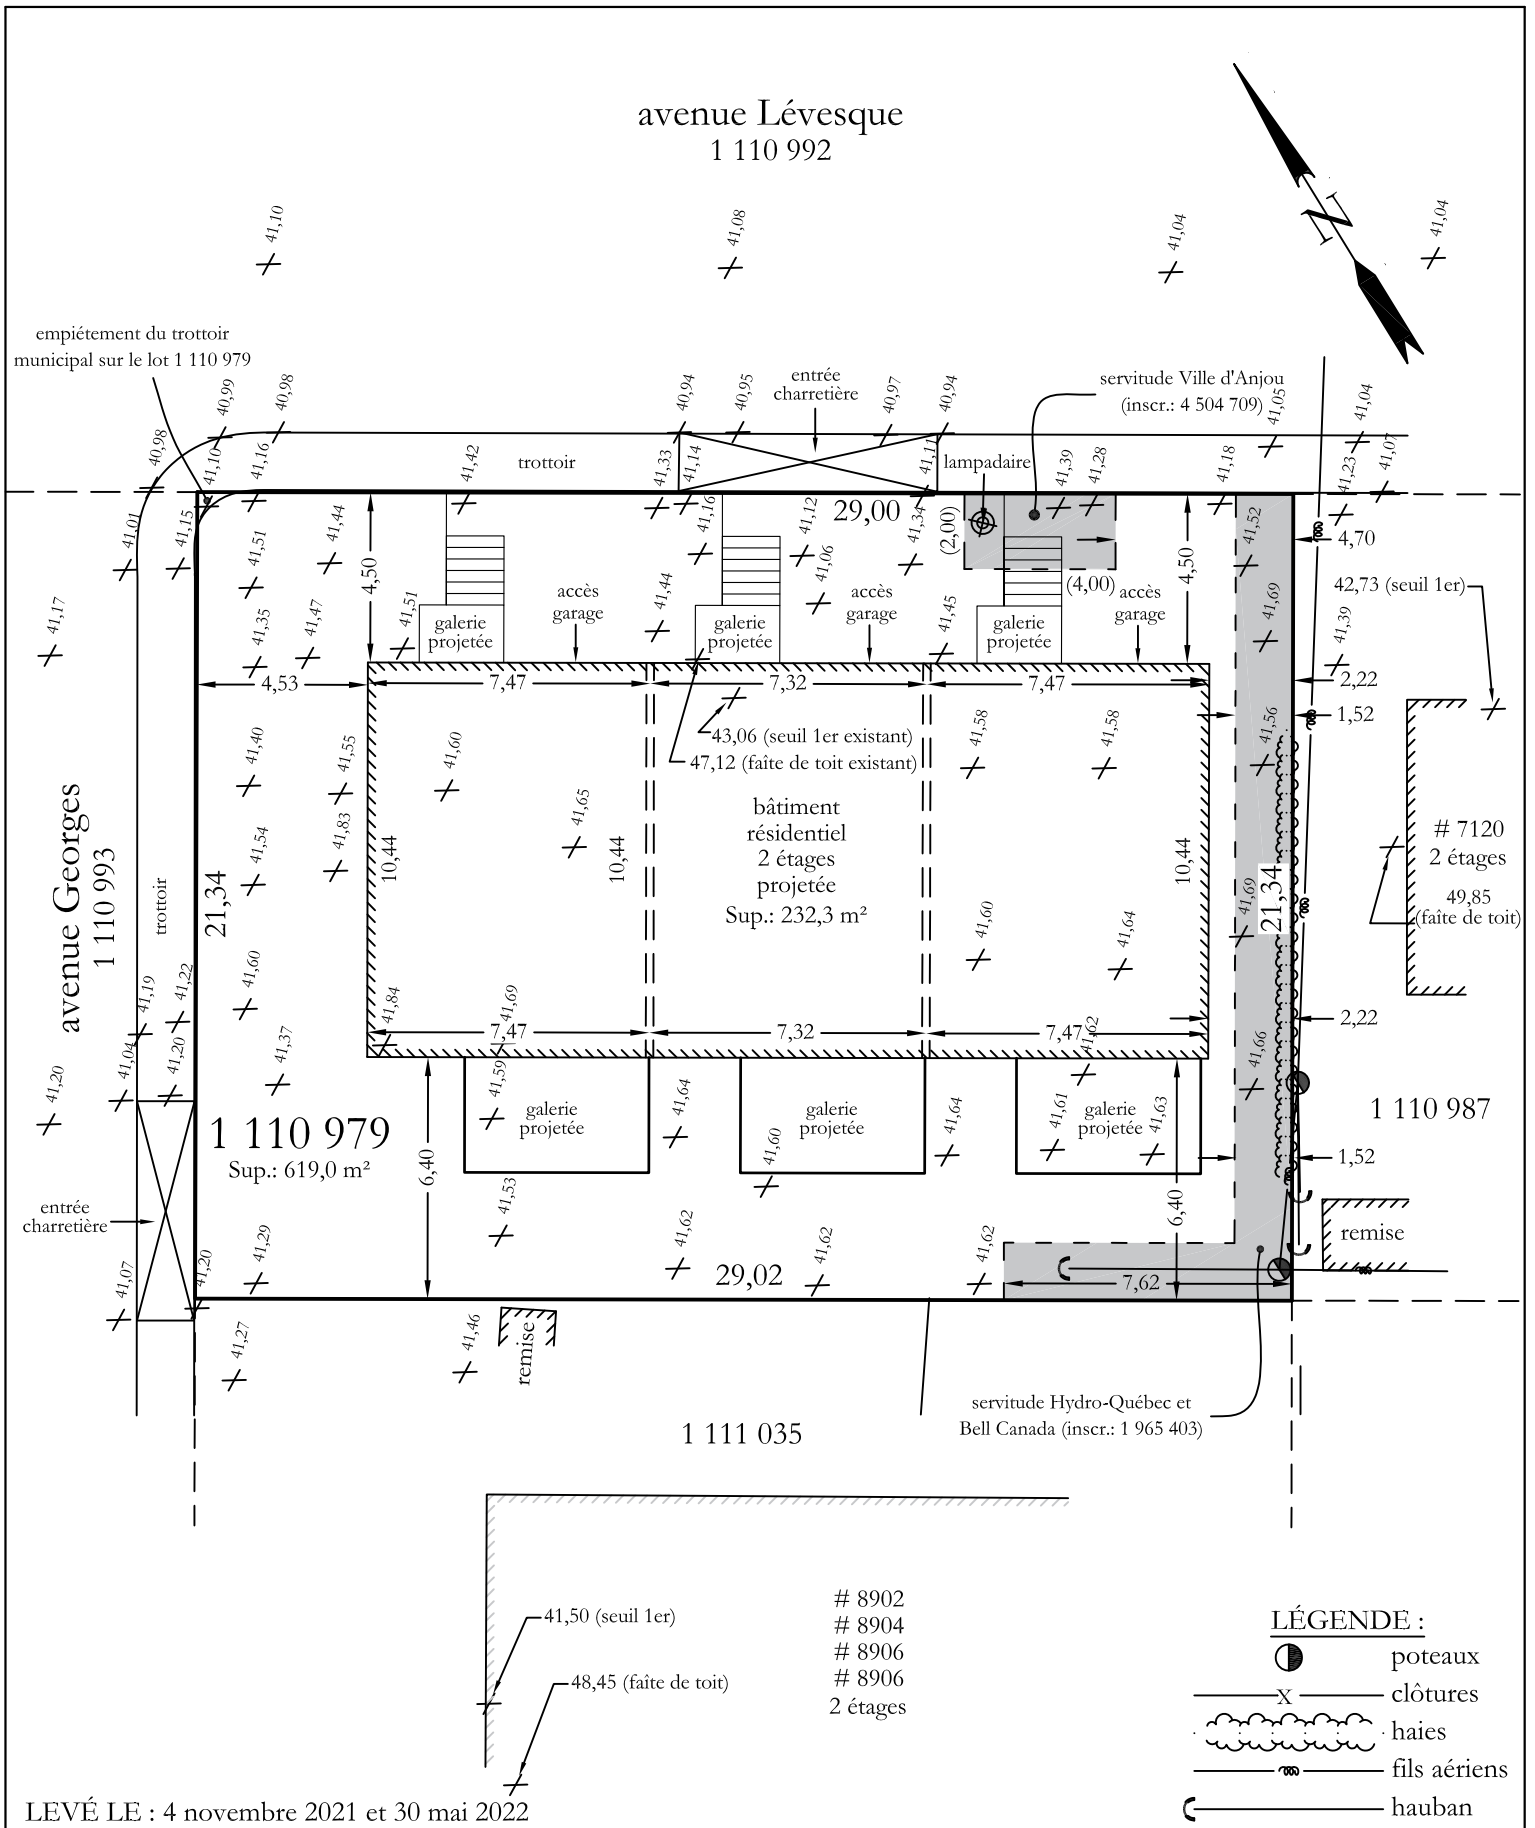 avenue Lévesque
1 110 992
N
41,10
41,08
41,04
41,04
empiétement du trottoir
municipal sur le lot 1 110 979
40,98
40,99
40,98
40,94
40,95
entrée
charretière
40,97
40,94
servitude Ville d'Anjou
(inscr.: 4 504 709)
41,05
41,04
41,10
41,16
41,42
trottoir
41,33
41,14
41,11
lampadaire
41,39
41,28
41,18
41,23
41,07
41,01
41,15
41,51
41,44
4,50
41,16
41,12
29,00
41,34
(2,00)
4,50
41,52
4,70
41,17
41,35
41,47
41,51
galerie
projetée
accès
garage
41,44
galerie
projetée
41,06
accès
garage
41,45
galerie
projetée
(4,00)
accès
garage
41,69
41,39
42,73 (seuil 1er)
4,53
7,47
7,32
7,47
2,22
1,52
41,40
41,55
41,60
43,06 (seuil 1er existant)
47,12 (faîte de toit existant)
41,58
41,58
41,56
avenue Georges
1 110 993
trottoir
21,34
41,54
41,83
10,44
41,65
10,44
bâtiment
résidentiel
2 étages
projetée
Sup.: 232,3 m²
10,44
41,69
21,34
# 7120
2 étages
49,85
(faîte de toit)
41,60
41,60
41,64
41,19
41,22
41,84
41,69
7,47
7,32
7,47
41,62
2,22
41,20
41,04
41,20
41,37
41,59
41,66
1 110 979
Sup.: 619,0 m²
6,40
galerie
projetée
41,64
galerie
projetée
41,60
41,64
41,61
galerie
projetée
41,63
1 110 987
1,52
entrée
charretière
41,53
6,40
remise
41,07
41,20
41,29
41,62
29,02
41,62
41,62
7,62
41,27
41,46
remise
servitude Hydro-Québec et
Bell Canada (inscr.: 1 965 403)
1 111 035
41,50 (seuil 1er)
48,45 (faîte de toit)
# 8902
# 8904
# 8906
# 8906
2 étages
LÉGENDE :
poteaux
x
clôtures
haies
fils aériens
hauban
LEVÉ LE : 4 novembre 2021 et 30 mai 2022